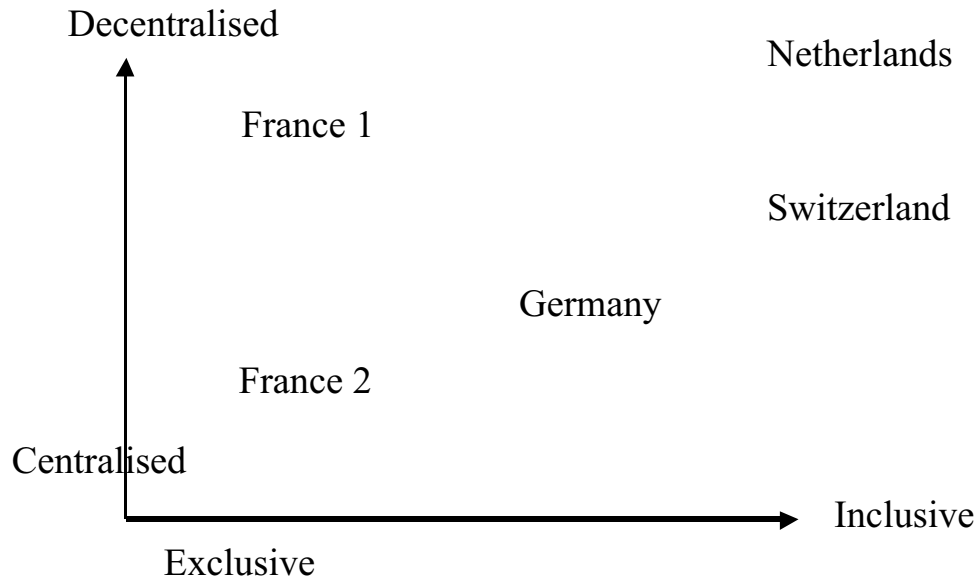 Decentralised
Netherlands
France 1
Switzerland
Germany
France 2
Centralised
Inclusive
Exclusive